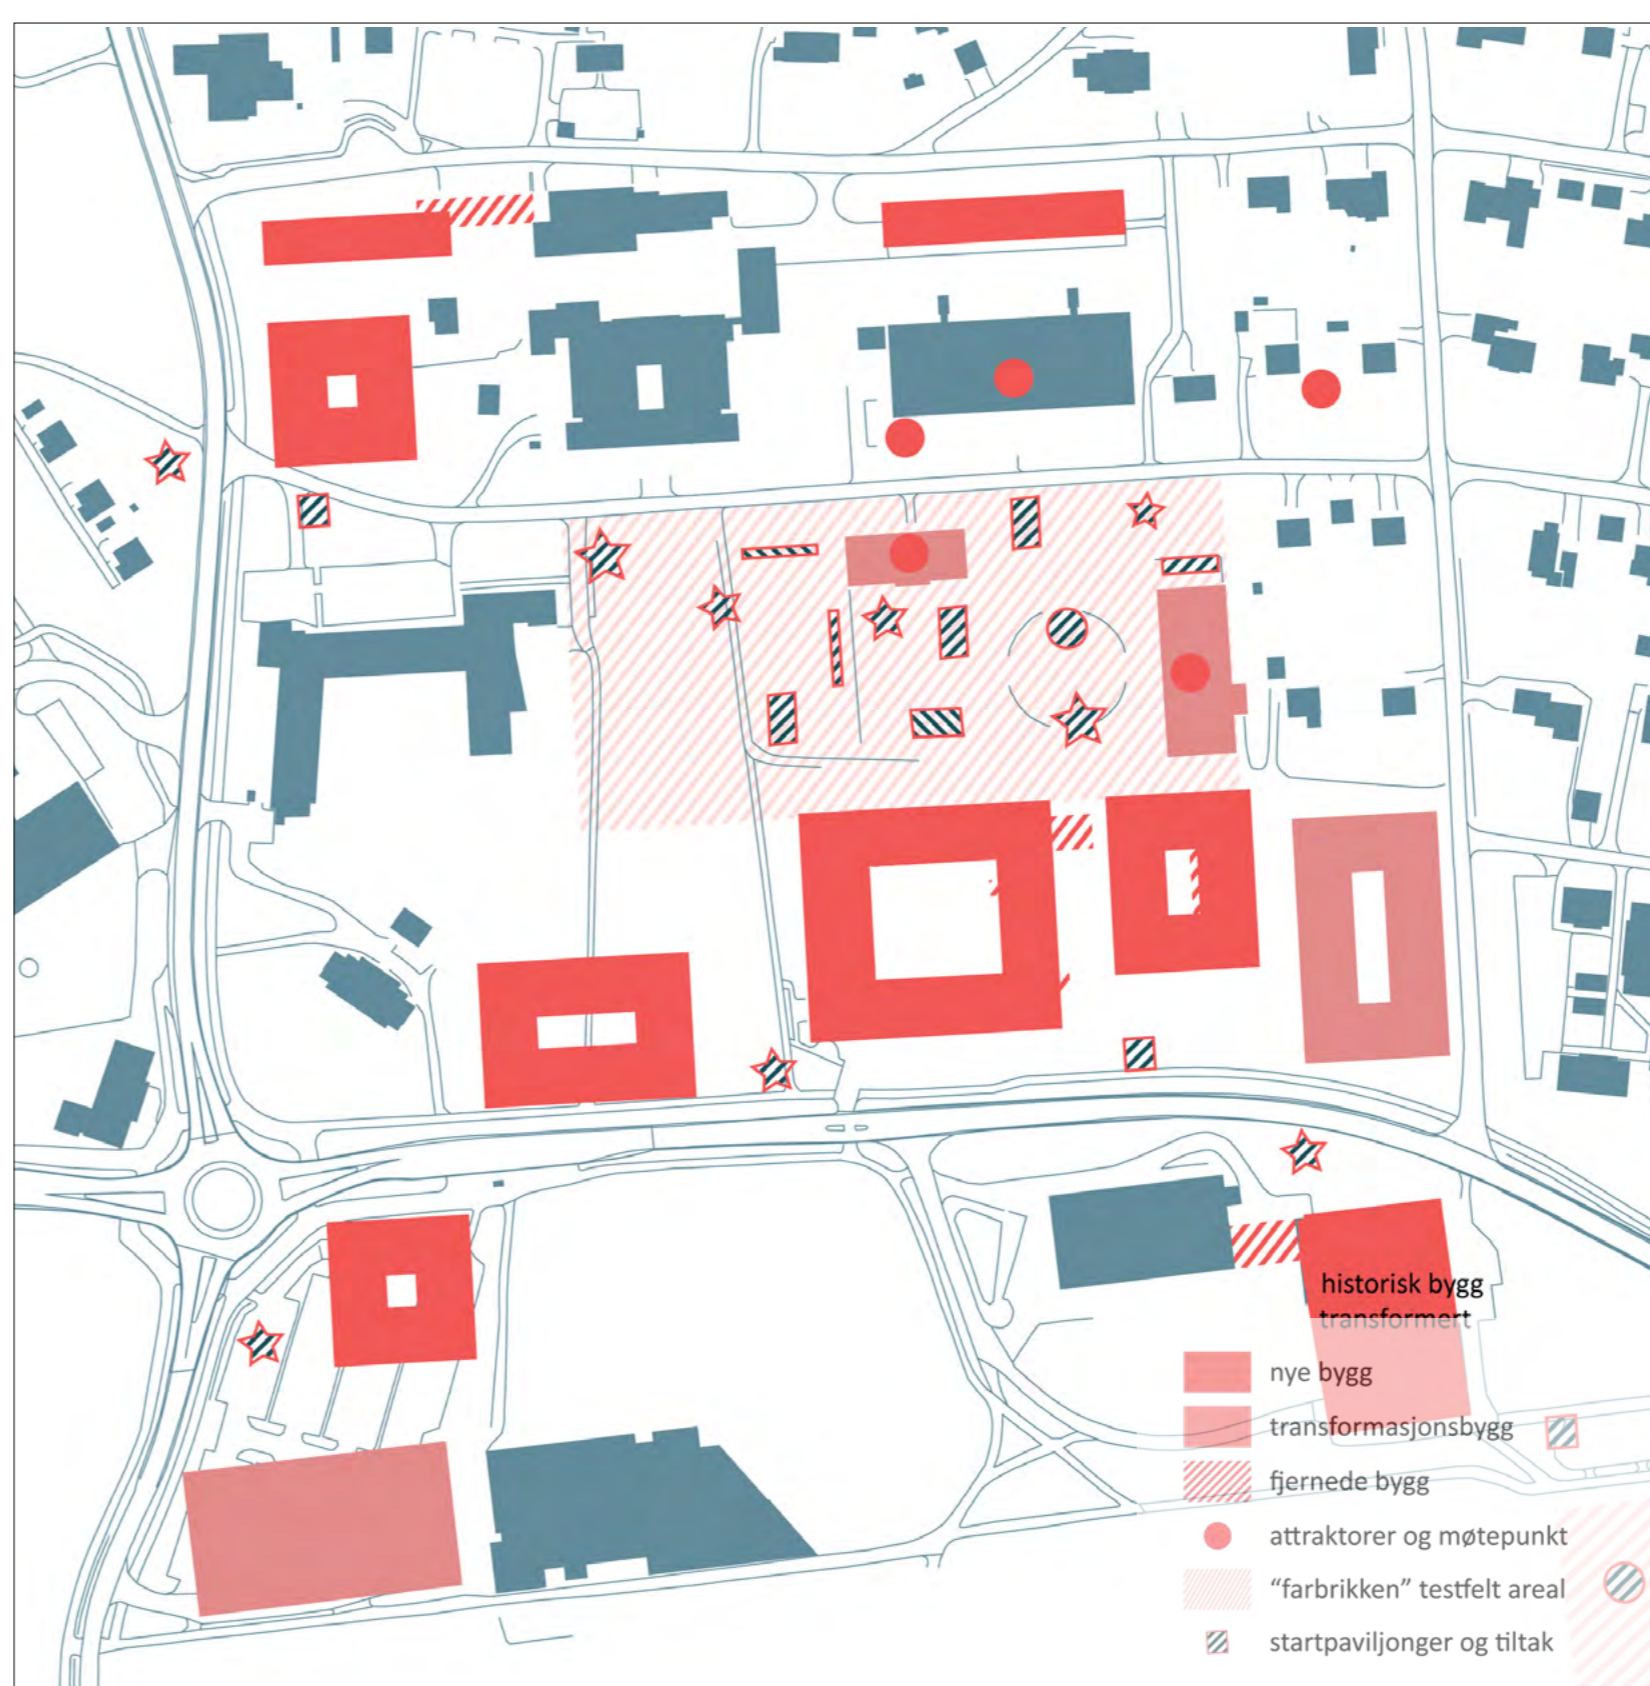 historisk bygg
transformert
nye bygg
transformasjonsbygg
fjernede bygg
attraktorer og møtepunkt
“farbrikken” testfelt areal
startpaviljonger og tiltak